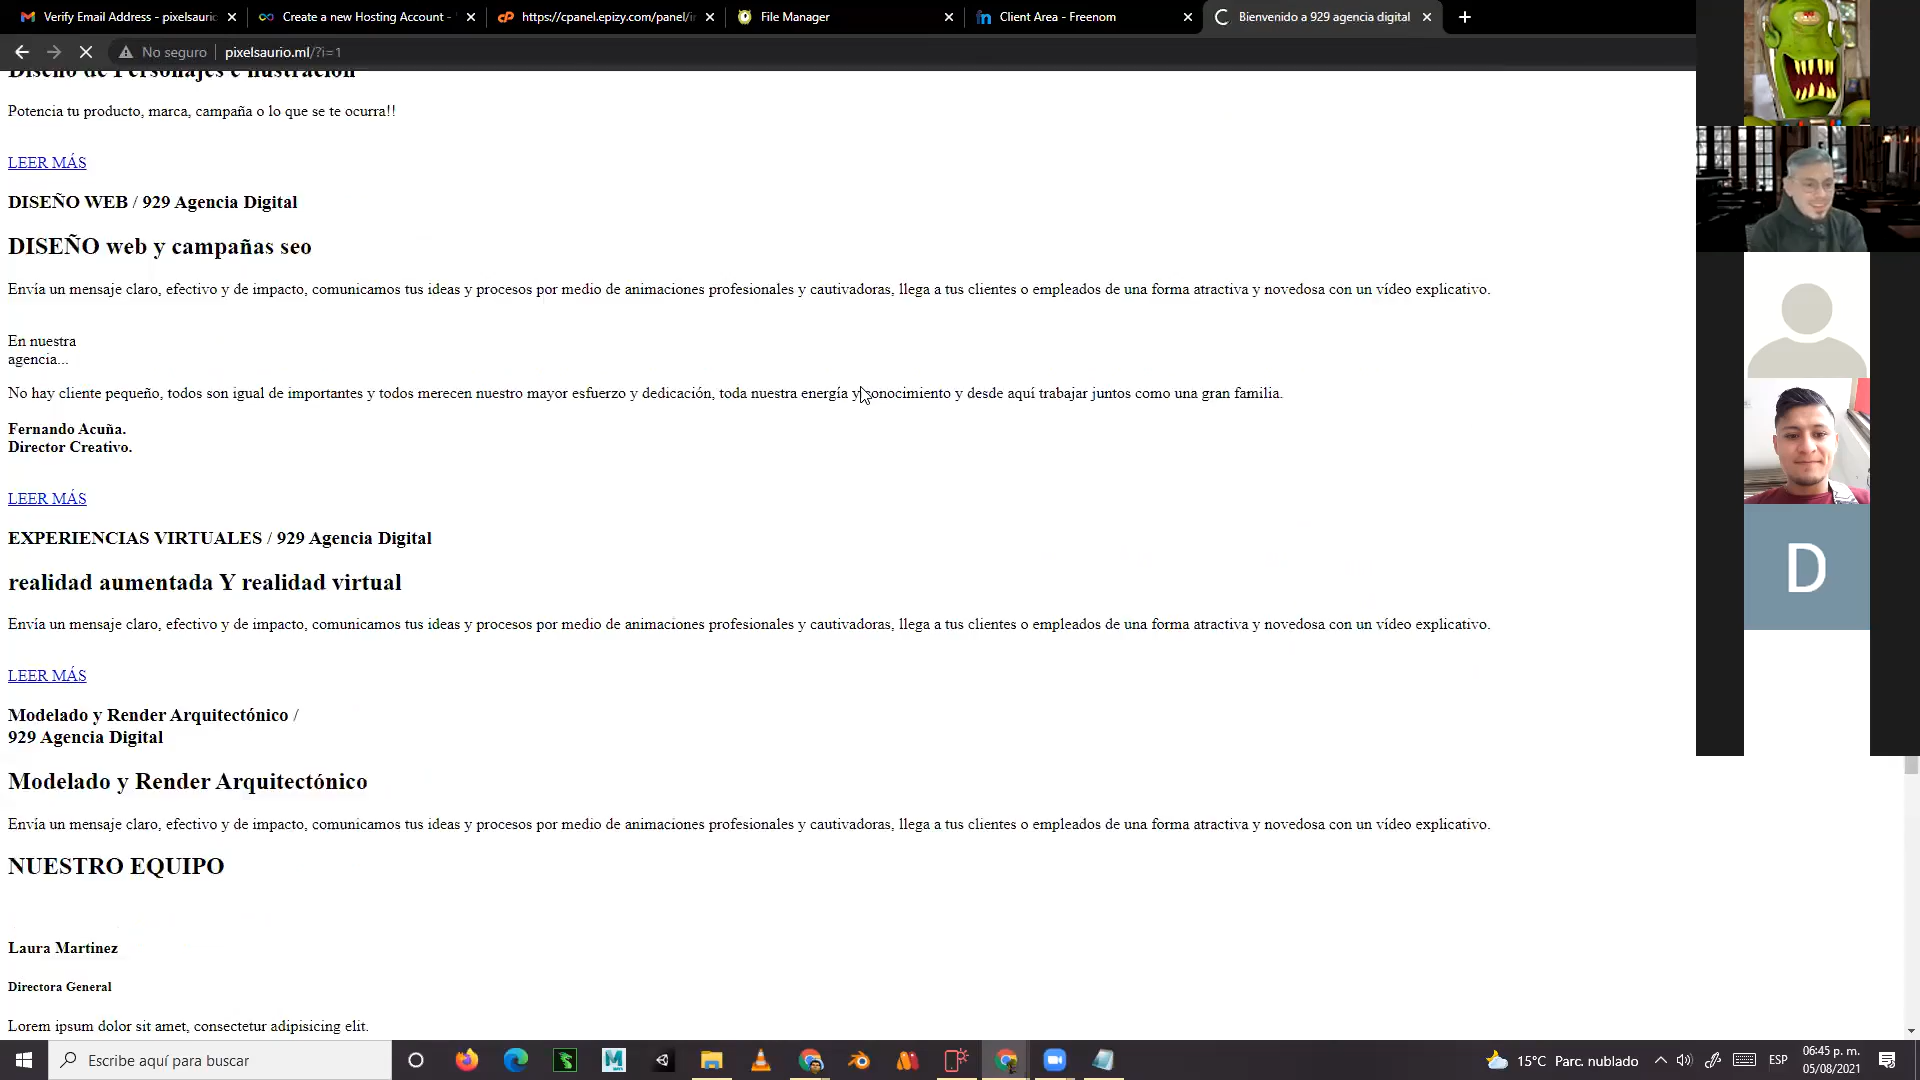 Verify Email Address - pixelsauri
Create a new Hosting Account -
https://cpanel.epizy.com/panel/i
File Manager
Client Area - Freenom
Bienvenido a 929 agencia digital
No seguro
pixelsaurio.ml/?i=1
Diseño de Personajes e Ilustración
Potencia tu producto, marca, campaña o lo que se te ocurra!!
LEER MÁS
DISEÑO WEB / 929 Agencia Digital
DISEÑO web y campañas seo
Envía un mensaje claro, efectivo y de impacto, comunicamos tus ideas y procesos por medio de animaciones profesionales y cautivadoras, llega a tus clientes o empleados de una forma atractiva y novedosa con un vídeo explicativo.
En nuestra
agencia...
No hay cliente pequeño, todos son igual de importantes y todos merecen nuestro mayor esfuerzo y dedicación, toda nuestra energía y conocimiento y desde aquí trabajar juntos como una gran familia.
Fernando Acuña.
Director Creativo.
LEER MÁS
EXPERIENCIAS VIRTUALES / 929 Agencia Digital
realidad aumentada Y realidad virtual
Envía un mensaje claro, efectivo y de impacto, comunicamos tus ideas y procesos por medio de animaciones profesionales y cautivadoras, llega a tus clientes o empleados de una forma atractiva y novedosa con un vídeo explicativo.
LEER MÁS
Modelado y Render Arquitectónico /
929 Agencia Digital
Modelado y Render Arquitectónico
Envía un mensaje claro, efectivo y de impacto, comunicamos tus ideas y procesos por medio de animaciones profesionales y cautivadoras, llega a tus clientes o empleados de una forma atractiva y novedosa con un vídeo explicativo.
NUESTRO EQUIPO
Laura Martinez
Directora General
Lorem ipsum dolor sit amet, consectetur adipisicing elit.
D
Escribe aquí para buscar
15°C Parc. nublado
ESP
06:45 p. m.
05/08/2021